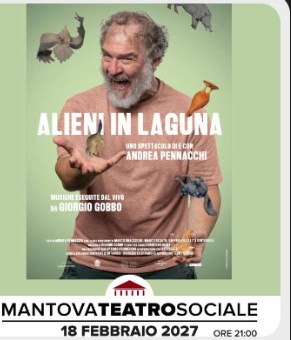 ALIENI IN LAGUNA
UNO SPETTACOLO DI E CON
ANDREA PENNACCHI
MUSICHE ESEGUITE DAL VIVO
DA GIORGIO GOBBO
MANTOVATEATROSOCIALE
18 FEBBRAIO 2027 ORE 21:00